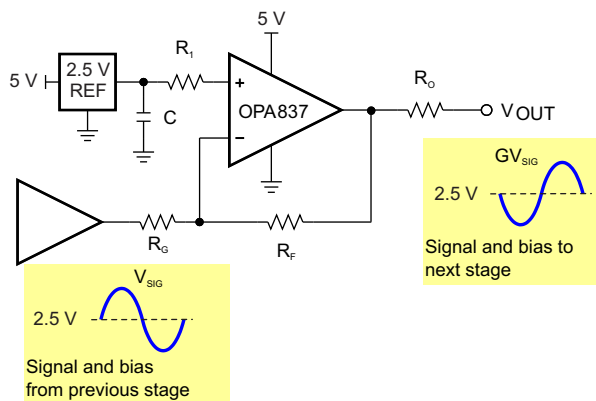 5 V
R1
5 V
2.5 V
REF
+
OPA837
C
−
RO
VOUT
GVSIG
2.5 V
RG
RF
Signal and bias to
next stage
VSIG
2.5 V
Signal and bias
from previous stage